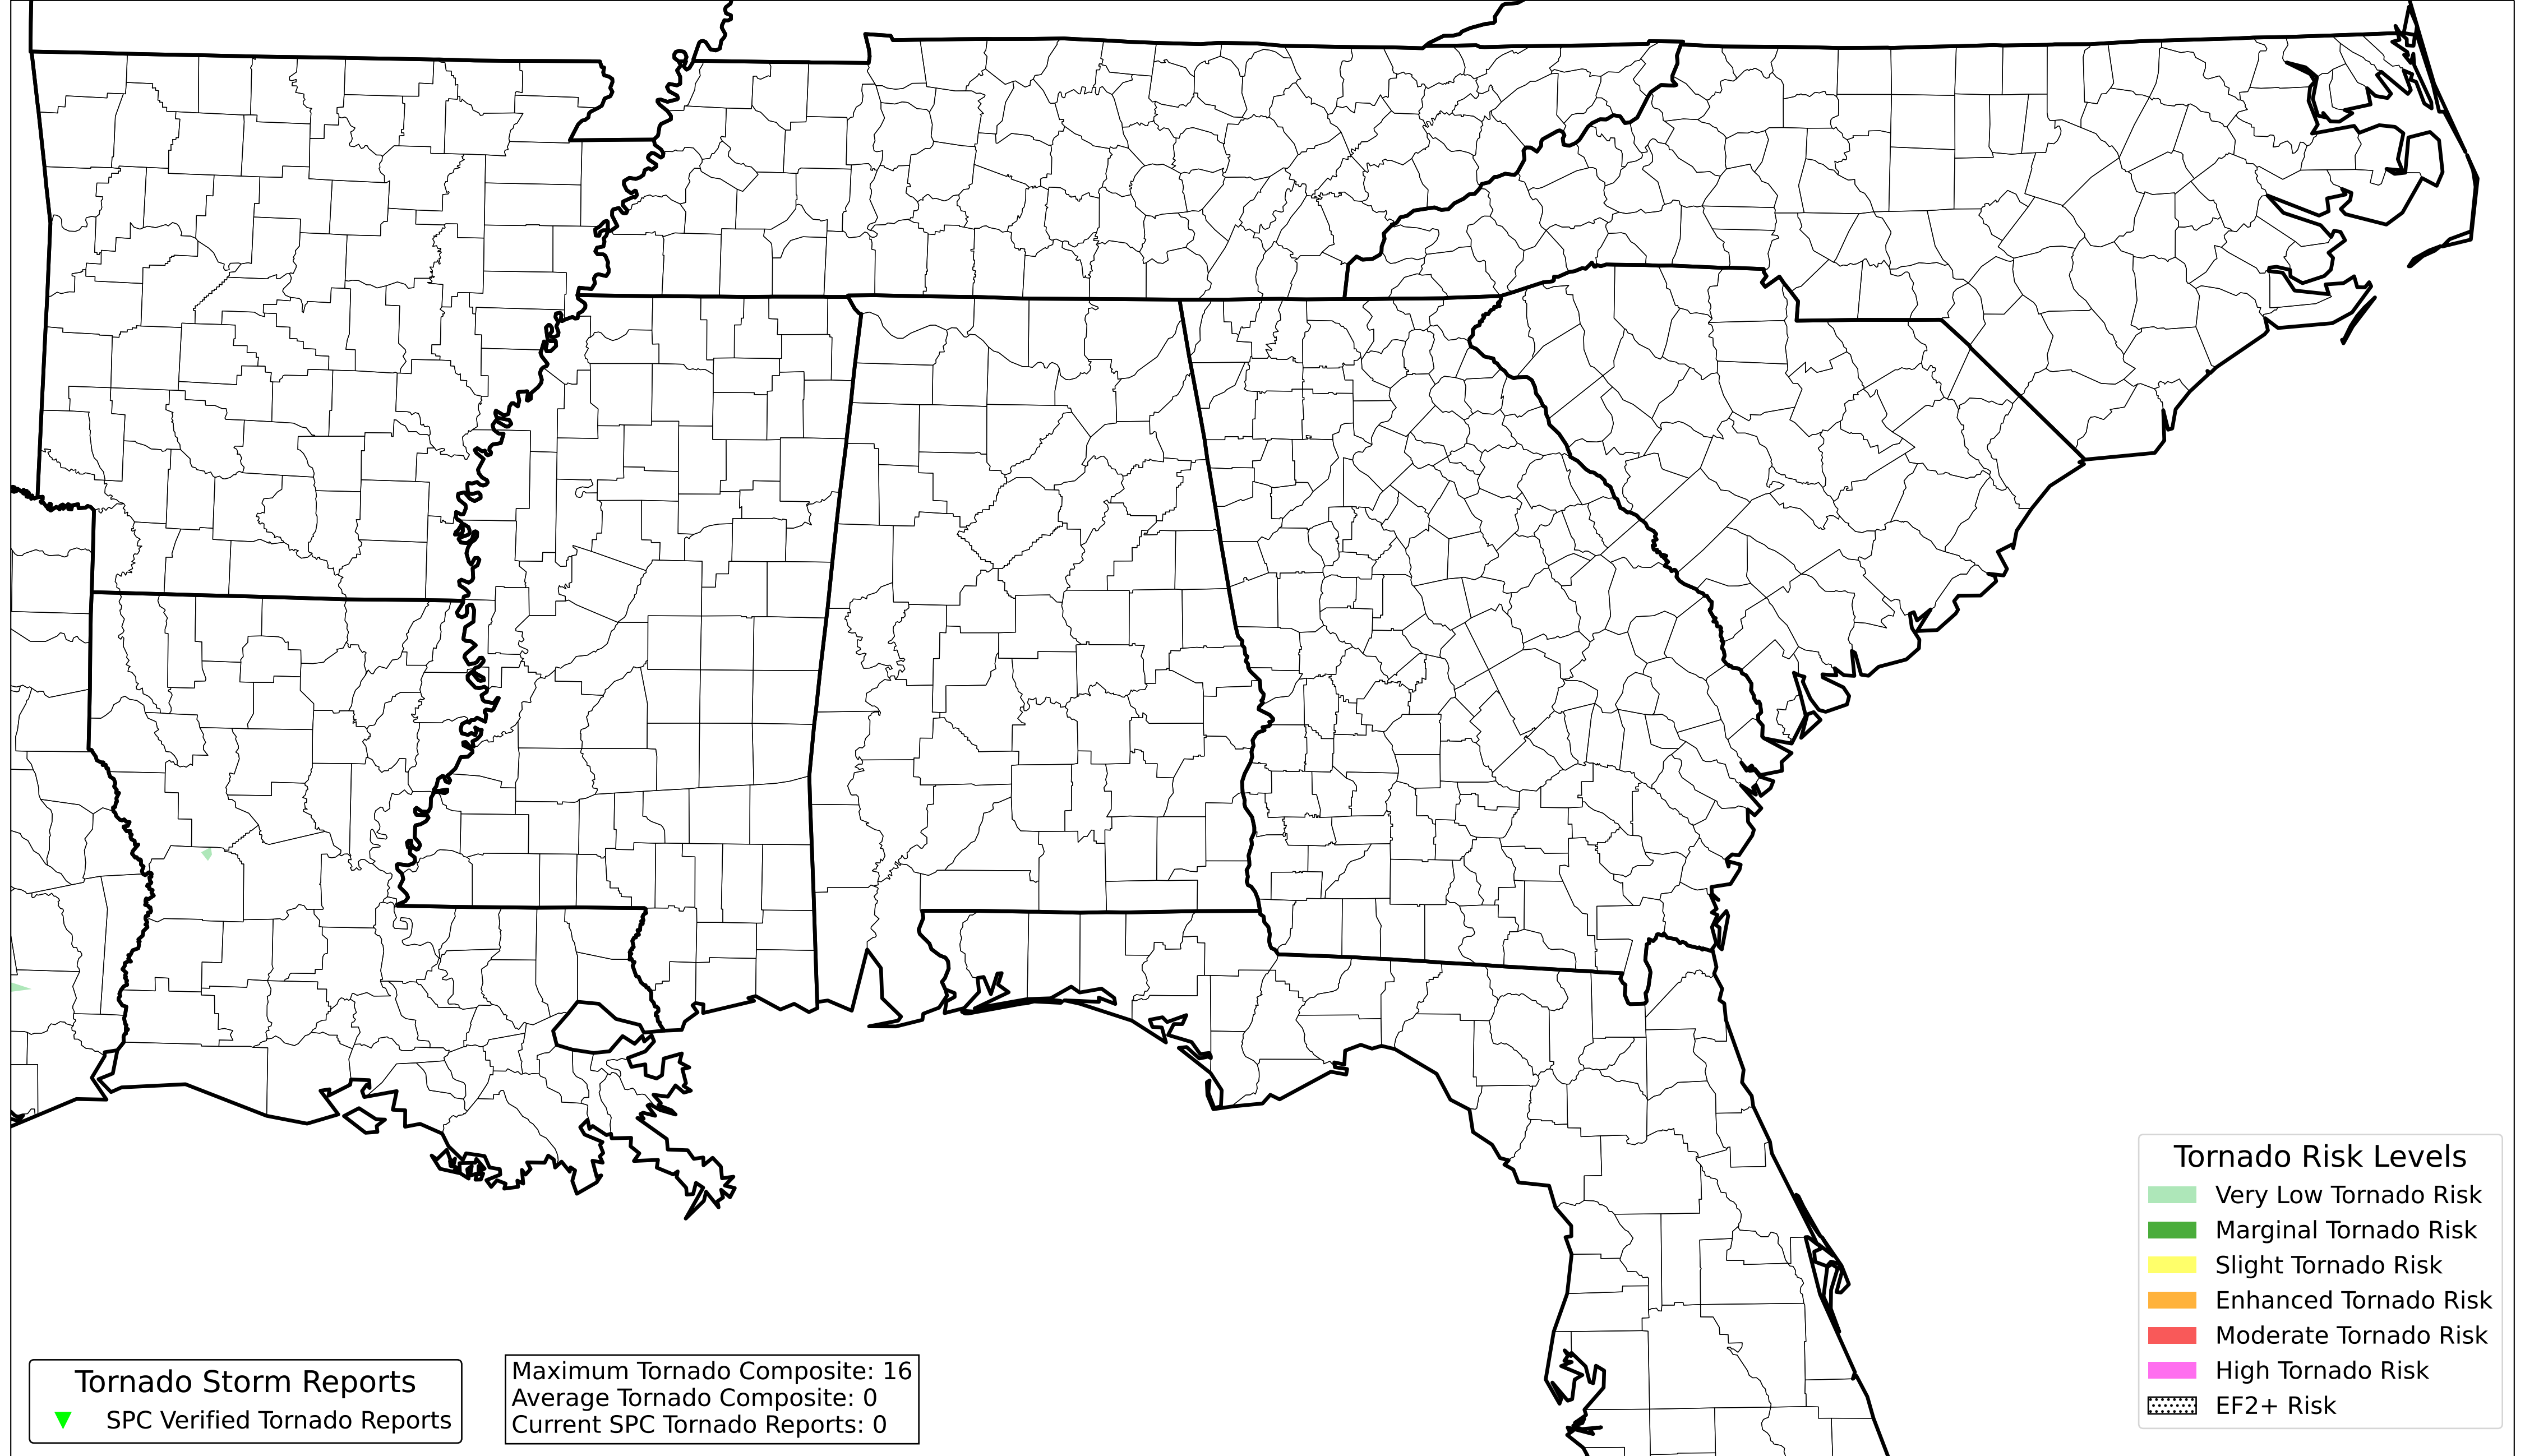 Tornado Risk Levels
Very Low Tornado Risk
Marginal Tornado Risk
Slight Tornado Risk
Enhanced Tornado Risk
Moderate Tornado Risk
High Tornado Risk
EF2+ Risk
Tornado Storm Reports
SPC Verified Tornado Reports
Maximum Tornado Composite: 16
Average Tornado Composite: 0
Current SPC Tornado Reports: 0